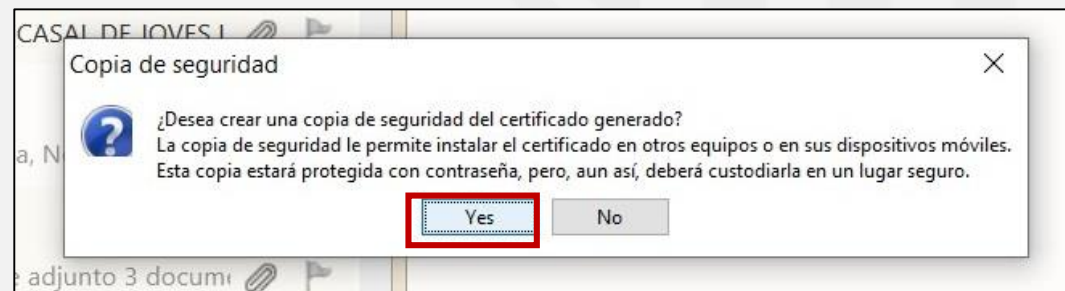 CASAL DE JOVES
Copia de seguridad
¿Desea crear una copia de seguridad del certificado generado?
La copia de seguridad le permite instalar el certificado en otros equipos o en sus dispositivos móviles.
a, N
Esta copia estará protegida con contraseña, pero, aun así, deberá custodiarla en un lugar seguro.
Yes No
adjunto 3 docum